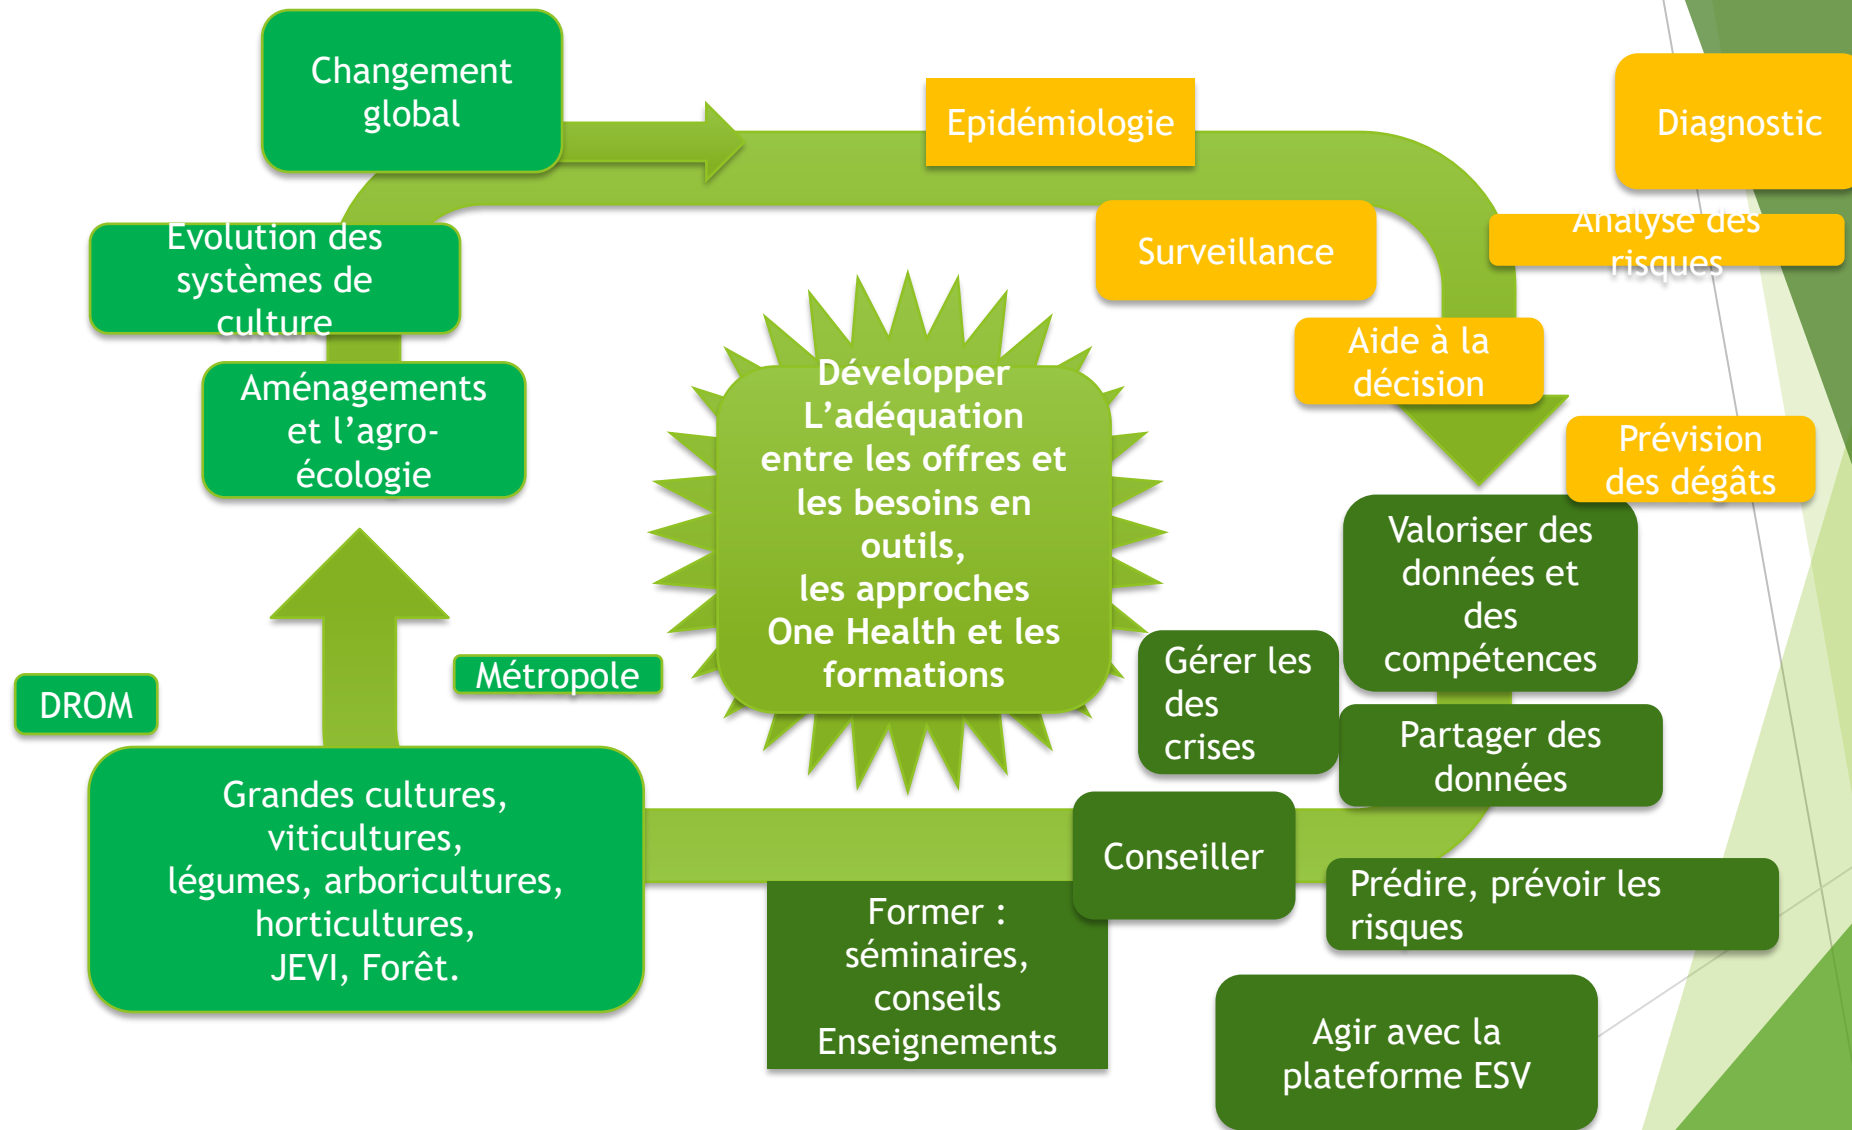 Changement
global
Epidémiologie
Diagnostic
Surveillance
Analyse des
risques
Evolution des
systèmes de
culture
Aide à la
décision
Aménagements
et l’agro-
écologie
Prévision
des dégâts
Développer
L’adéquation
entre les offres et
les besoins en
outils,
les approches
One Health et les
formations
Valoriser des
données et
des
compétences
Gérer les
des
crises
Métropole
DROM
Partager des
données
Grandes cultures,
viticultures,
légumes, arboricultures,
horticultures,
JEVI, Forêt.
Conseiller
Prédire, prévoir les
risques
Former :
séminaires,
conseils
Enseignements
Agir avec la
plateforme ESV